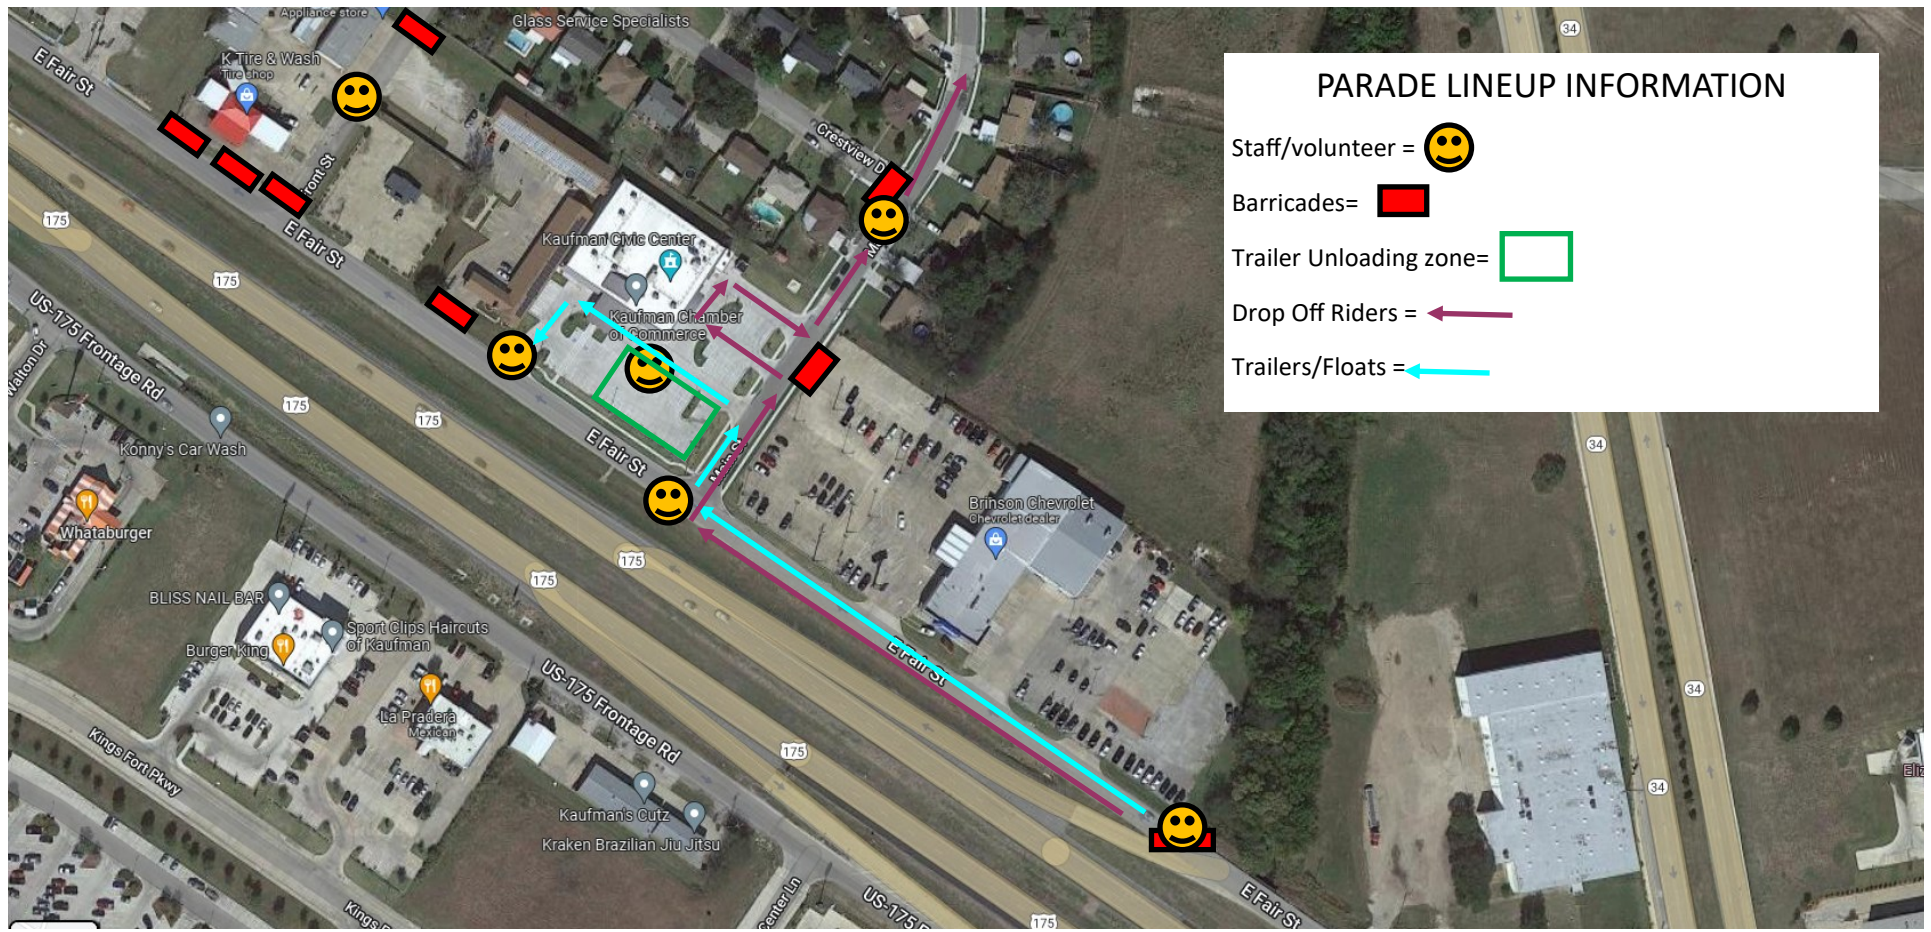 PARADE LINEUP INFORMATION
Staff/volunteer =
Barricades=
Trailer Unloading zone=
Drop Off Riders =
Trailers/Floats =
Appliance store
Glass Service Specialists
34
E Fair St
K Tire & Wash
Tire shop
Crestview D
ront St
175
E Fair St
175
Kaufman Civic Center
Kaufman Chamber
of Commerce
US-175 Frontage Rd
Walton Dr
175
175
Konny's Car Wash
E Fair St
Main St
34
Whataburger
Brinson Chevrolet
Chevrolet dealer
175
175
BLISS NAIL BAR
Sport Clips Haircuts
of Kaufman
Burger King
E Fair St
US-175 Frontage Rd
34
La Pradera
Mexican
Kings Fort Pkwy
175
Eliz
34
Kaufman's Cutz
Kraken Brazilian Jiu Jitsu
Center Ln
Kings F
US-175 F
175
E Fair St